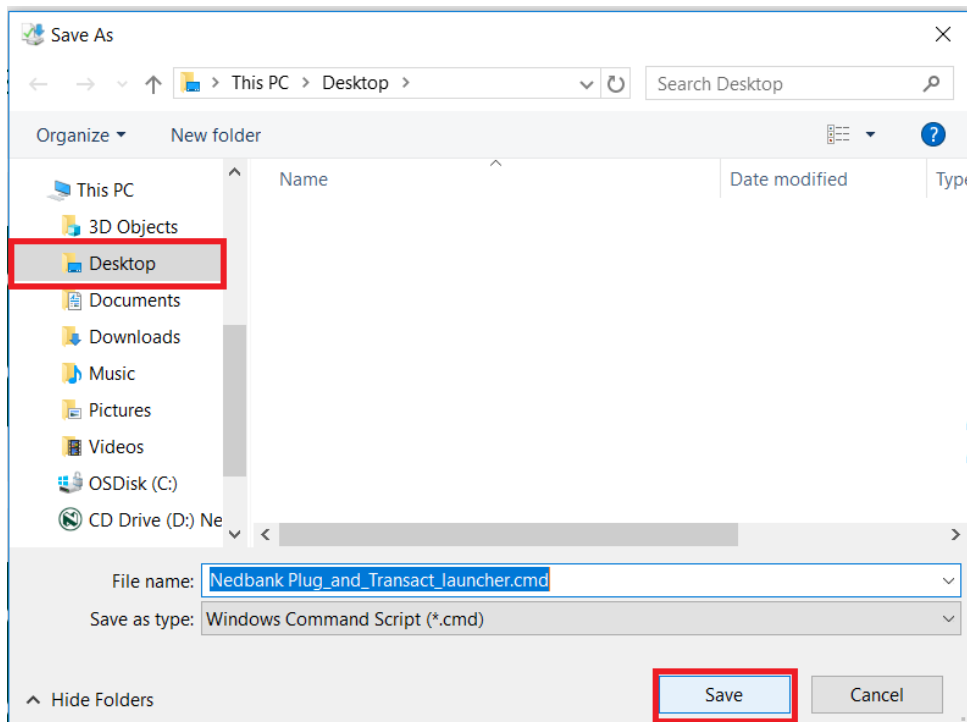 Save As
This PC > Desktop >
Search Desktop
Organize
New folder
?
Name
Date modified
Type
This PC
3D Objects
Desktop
Documents
Downloads
Music
Pictures
Videos
OSDisk (C:)
CD Drive (D:) Ne
File name:
Nedbank Plug_and_Transact_launcher.cmd
Save as type:
Windows Command Script (*.cmd)
Hide Folders
Save
Cancel